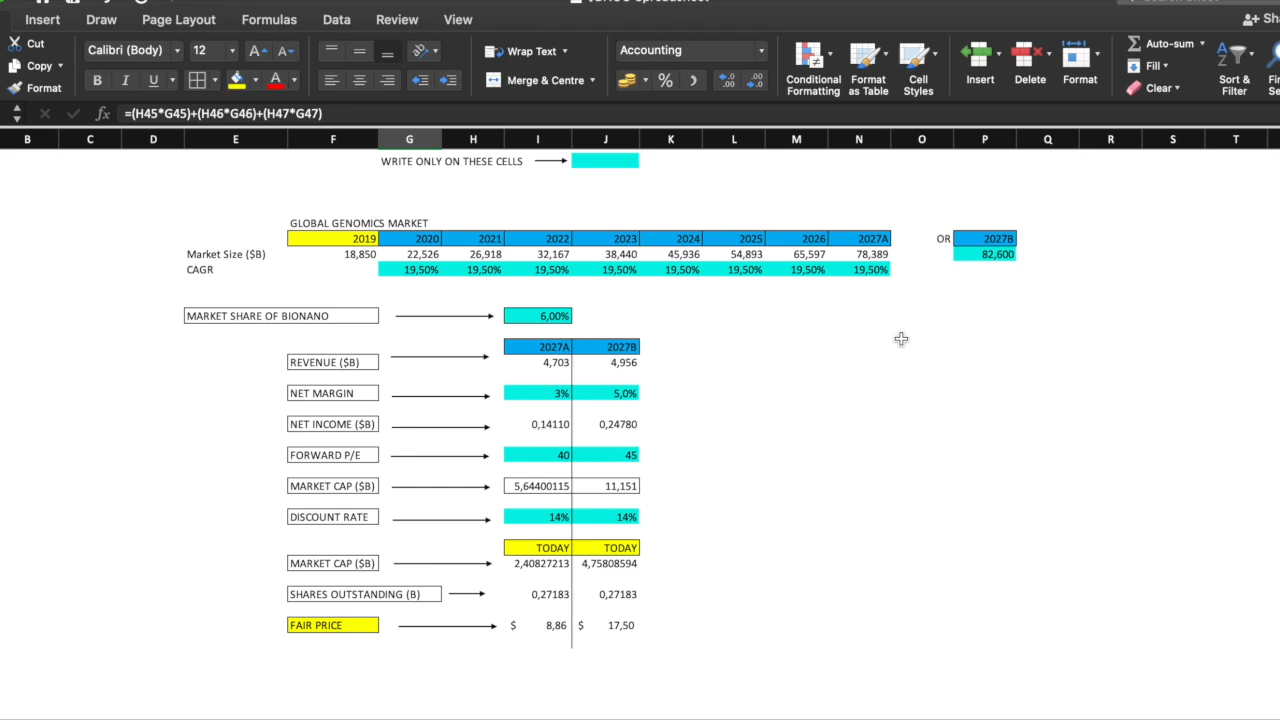 Insert Draw Page Layout Formulas Data Review View
Cut Calibri (Body) 12 A A Wrap Text Accounting Auto-sum
Copy Fill
Format B I U A Merge & Centre % Conditional Formatting Format as Table Cell Styles Insert Delete Format Clear Sort & Filter
fx =(H45*G45)+(H46*G46)+(H47*G47)
B C D E F G H I J K L M N O P Q R S T
WRITE ONLY ON THESE CELLS
GLOBAL GENOMICS MARKET
2019 2020 2021 2022 2023 2024 2025 2026 2027A OR 2027B
Market Size ($B) 18,850 22,526 26,918 32,167 38,440 45,936 54,893 65,597 78,389 82,600
CAGR 19,50% 19,50% 19,50% 19,50% 19,50% 19,50% 19,50% 19,50%
MARKET SHARE OF BIONANO 6,00%
2027A 2027B
REVENUE ($B) 4,703 4,956
NET MARGIN 3% 5,0%
NET INCOME ($B) 0,14110 0,24780
FORWARD P/E 40 45
MARKET CAP ($B) 5,64400115 11,151
DISCOUNT RATE 14% 14%
TODAY TODAY
MARKET CAP ($B) 2,40827213 4,75808594
SHARES OUTSTANDING (B) 0,27183 0,27183
FAIR PRICE $ 8,86 $ 17,50